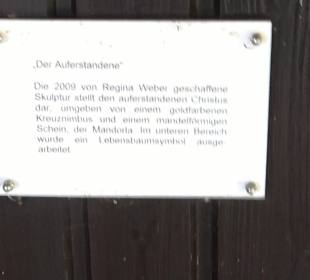 „Der Auferstandene“
Die 2009 von Regina Weber geschaffene
Skulptur stellt den auferstandenen Christus
dar, umgeben von einem goldfarbenen
Kreuznimbus und einem mandelförmigen
Schein, der Mandorla. Im unteren Bereich
wurde ein Lebensbaumsymbol ausge-
arbeitet